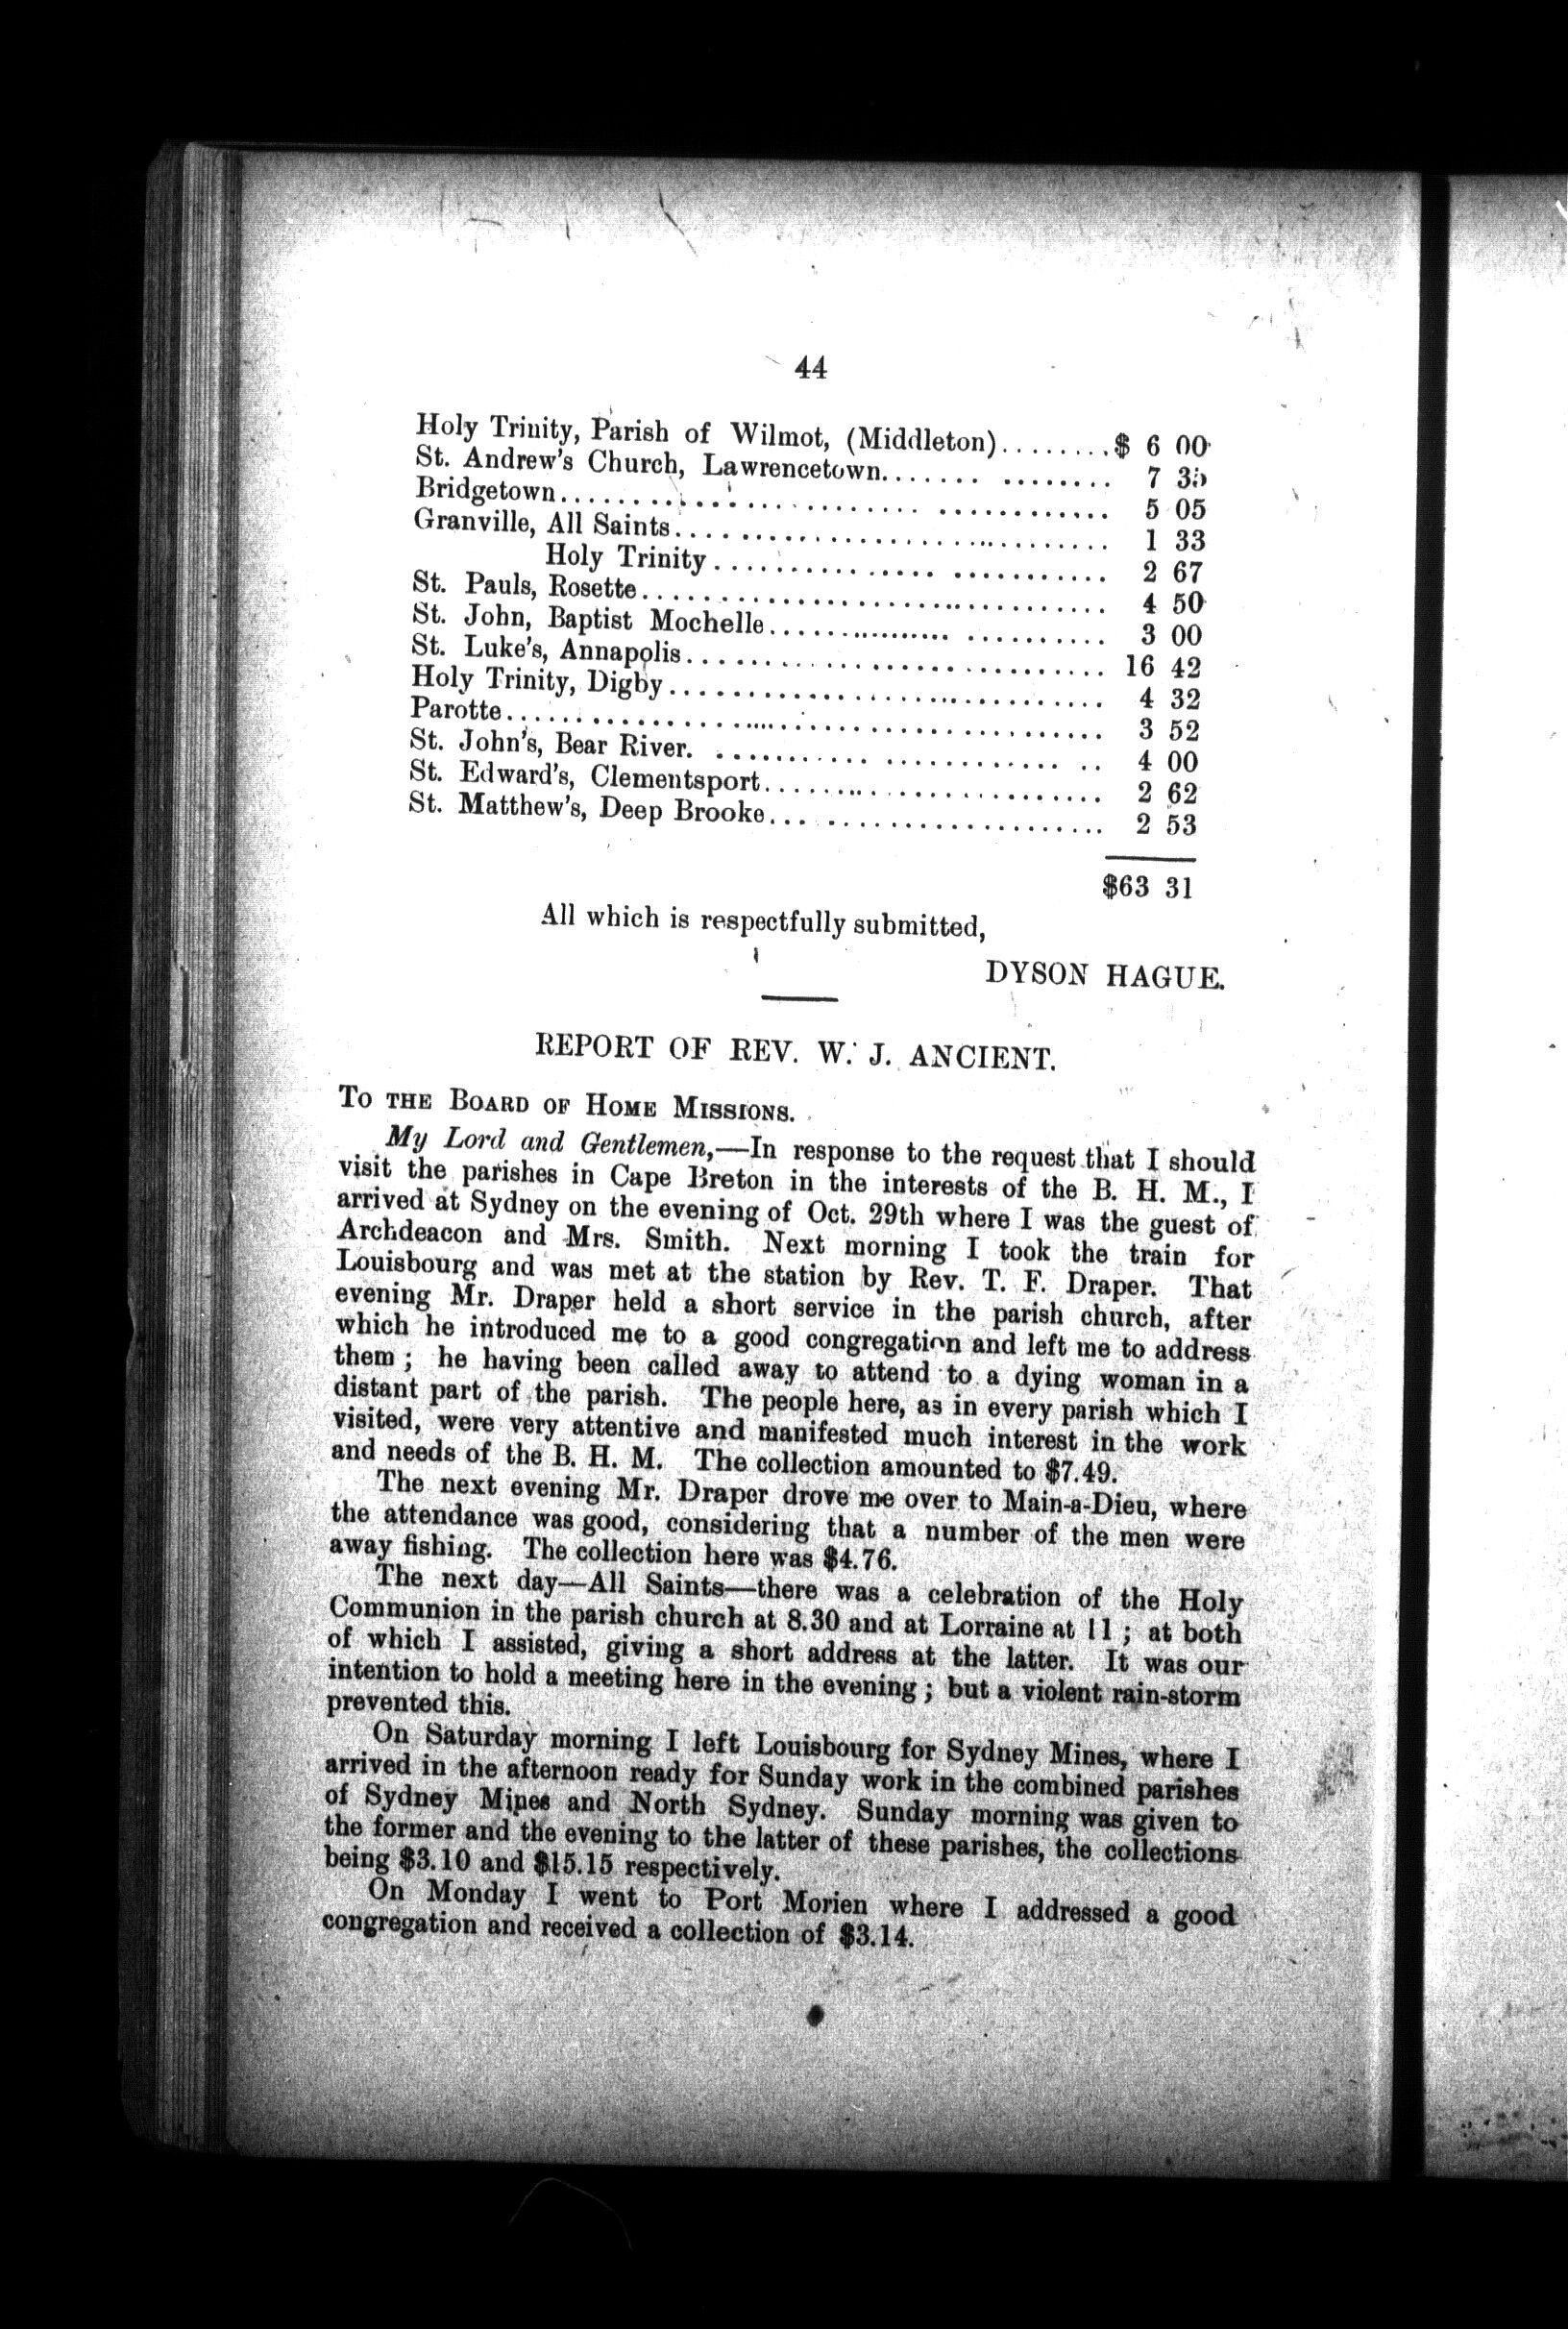 44
Holy Trinity, Parish of Wilmot, (Middleton)........$ 6 00
St. Andrew's Church, Lawrencetown....... ........ 7 35
Bridgetown.................................... 5 05
Granville, All Saints.............................. 1 33
Holy Trinity............... ........... 2 67
St. Pauls, Rosette.............................. 4 50
St. John, Baptist Mochelle................ .......... 3 00
St. Luke's, Annapolis.............................. 16 42
Holy Trinity, Digby.............................. 4 32
Parotte........................................ 3 52
St. John's, Bear River. ........... ............ .. 4 00
St. Edward's, Clementsport......................... 2 62
St. Matthew's, Deep Brooke... .................... 2 53
$63 31
All which is respectfully submitted,
DYSON HAGUE.
REPORT OF REV. W. J. ANCIENT.
To the Board of Home Missions.
My Lord and Gentlemen,—In response to the request that I should
visit the parishes in Cape Breton in the interests of the B. H. M., I
arrived at Sydney on the evening of Oct. 29th where I was the guest of
Archdeacon and Mrs. Smith. Next morning I took the train for
Louisbourg and was met at the station by Rev. T. F. Draper. That
evening Mr. Draper held a short service in the parish church, after
which he introduced me to a good congregation and left me to address
them ; he having been called away to attend to a dying woman in a
distant part of the parish. The people here, as in every parish which I
visited, were very attentive and manifested much interest in the work
and needs of the B. H. M. The collection amounted to $7.49.
The next evening Mr. Draper drove me over to Main-a-Dieu, where
the attendance was good, considering that a number of the men were
away fishing. The collection here was $4.76.
The next day—All Saints—there was a celebration of the Holy
Communion in the parish church at 8.30 and at Lorraine at 11 ; at both
of which I assisted, giving a short address at the latter. It was our
intention to hold a meeting here in the evening ; but a violent rain-storm
prevented this.
On Saturday morning I left Louisbourg for Sydney Mines, where I
arrived in the afternoon ready for Sunday work in the combined parishes
of Sydney Mines and North Sydney. Sunday morning was given to
the former and the evening to the latter of these parishes, the collections
being $3.10 and $15.15 respectively.
On Monday I went to Port Morien where I addressed a good
congregation and received a collection of $3.14.